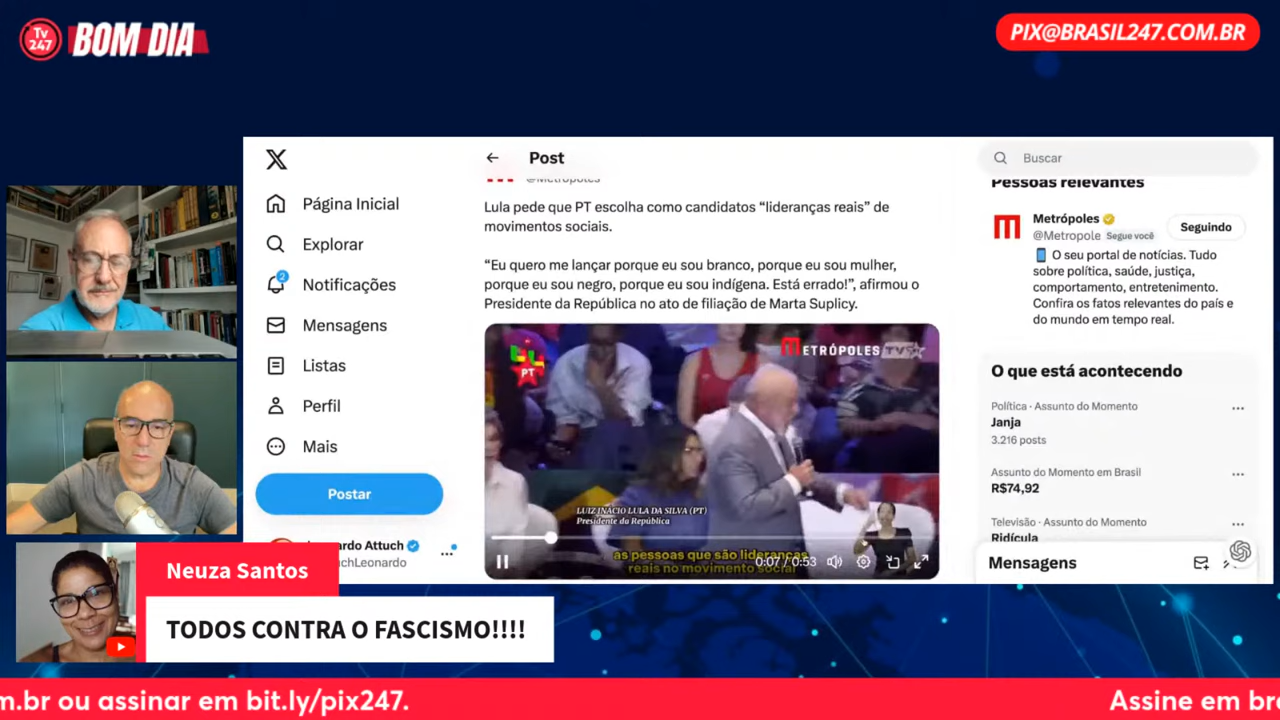 Tv 247 BOM DIA
PIX@BRASIL247.COM.BR
Post
Buscar
Página Inicial
Explorar
2
Notificações
Mensagens
Listas
Perfil
Mais
Postar
Attuch
@Metropoles
Lula pede que PT escolha como candidatos “lideranças reais” de
movimentos sociais.
“Eu quero me lançar porque eu sou branco, porque eu sou mulher,
porque eu sou negro, porque eu sou indígena. Está errado!”, afirmou o
Presidente da República no ato de filiação de Marta Suplicy.
PT
METRÓPOLES TV
LUIZ INÁCIO LULA DA SILVA (PT)
Presidente da República
as pessoas que são lideranças
reais no movimento social
0:07 / 0:53
Pessoas relevantes
Metrópoles
@Metropole Segue você
Seguindo
O seu portal de notícias. Tudo
sobre política, saúde, justiça,
comportamento, entretenimento.
Confira os fatos relevantes do país e
do mundo em tempo real.
O que está acontecendo
Política · Assunto do Momento
Janja
3.216 posts
Assunto do Momento em Brasil
R$74,92
Televisão · Assunto do Momento
Ridícula
Mensagens
Neuza Santos
TODOS CONTRA O FASCISMO!!!!
m.br ou assinar em bit.ly/pix247.
Assine em bra